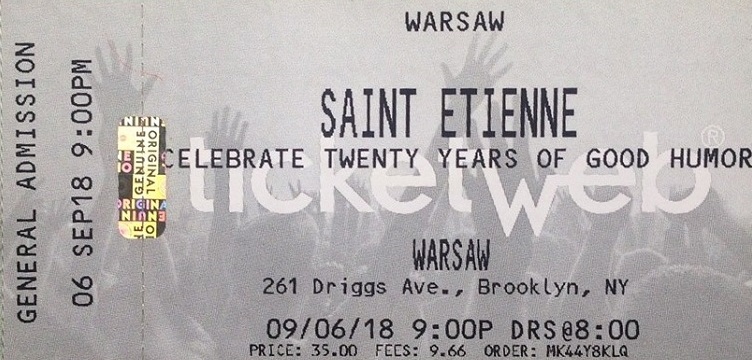 GENERAL ADMISSION
06 SEP18 9:00PM
ORIGINAL
GENUINE
WARSAW
SAINT ETIENNE
CELEBRATE TWENTY YEARS OF GOOD HUMOR
ticketweb®
WARSAW
261 Driggs Ave., Brooklyn, NY
09/06/18 9:00P DRS@8:00
PRICE: 35.00 FEES: 9.66 ORDER: MK44Y8KLQ